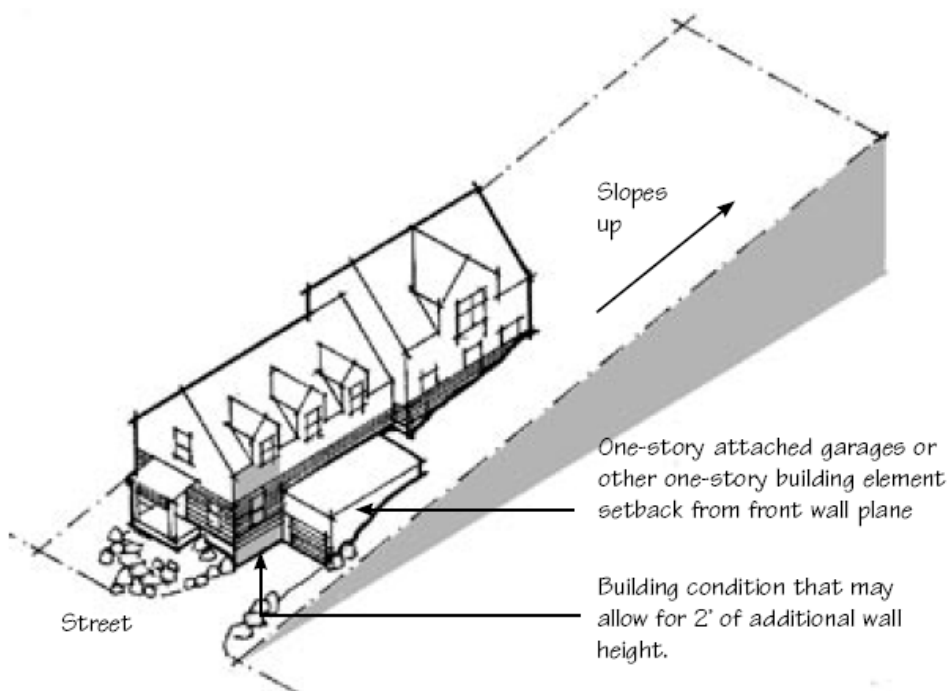 Slopes
up
One-story attached garages or
other one-story building element
setback from front wall plane
Building condition that may
allow for 2' of additional wall
height.
Street